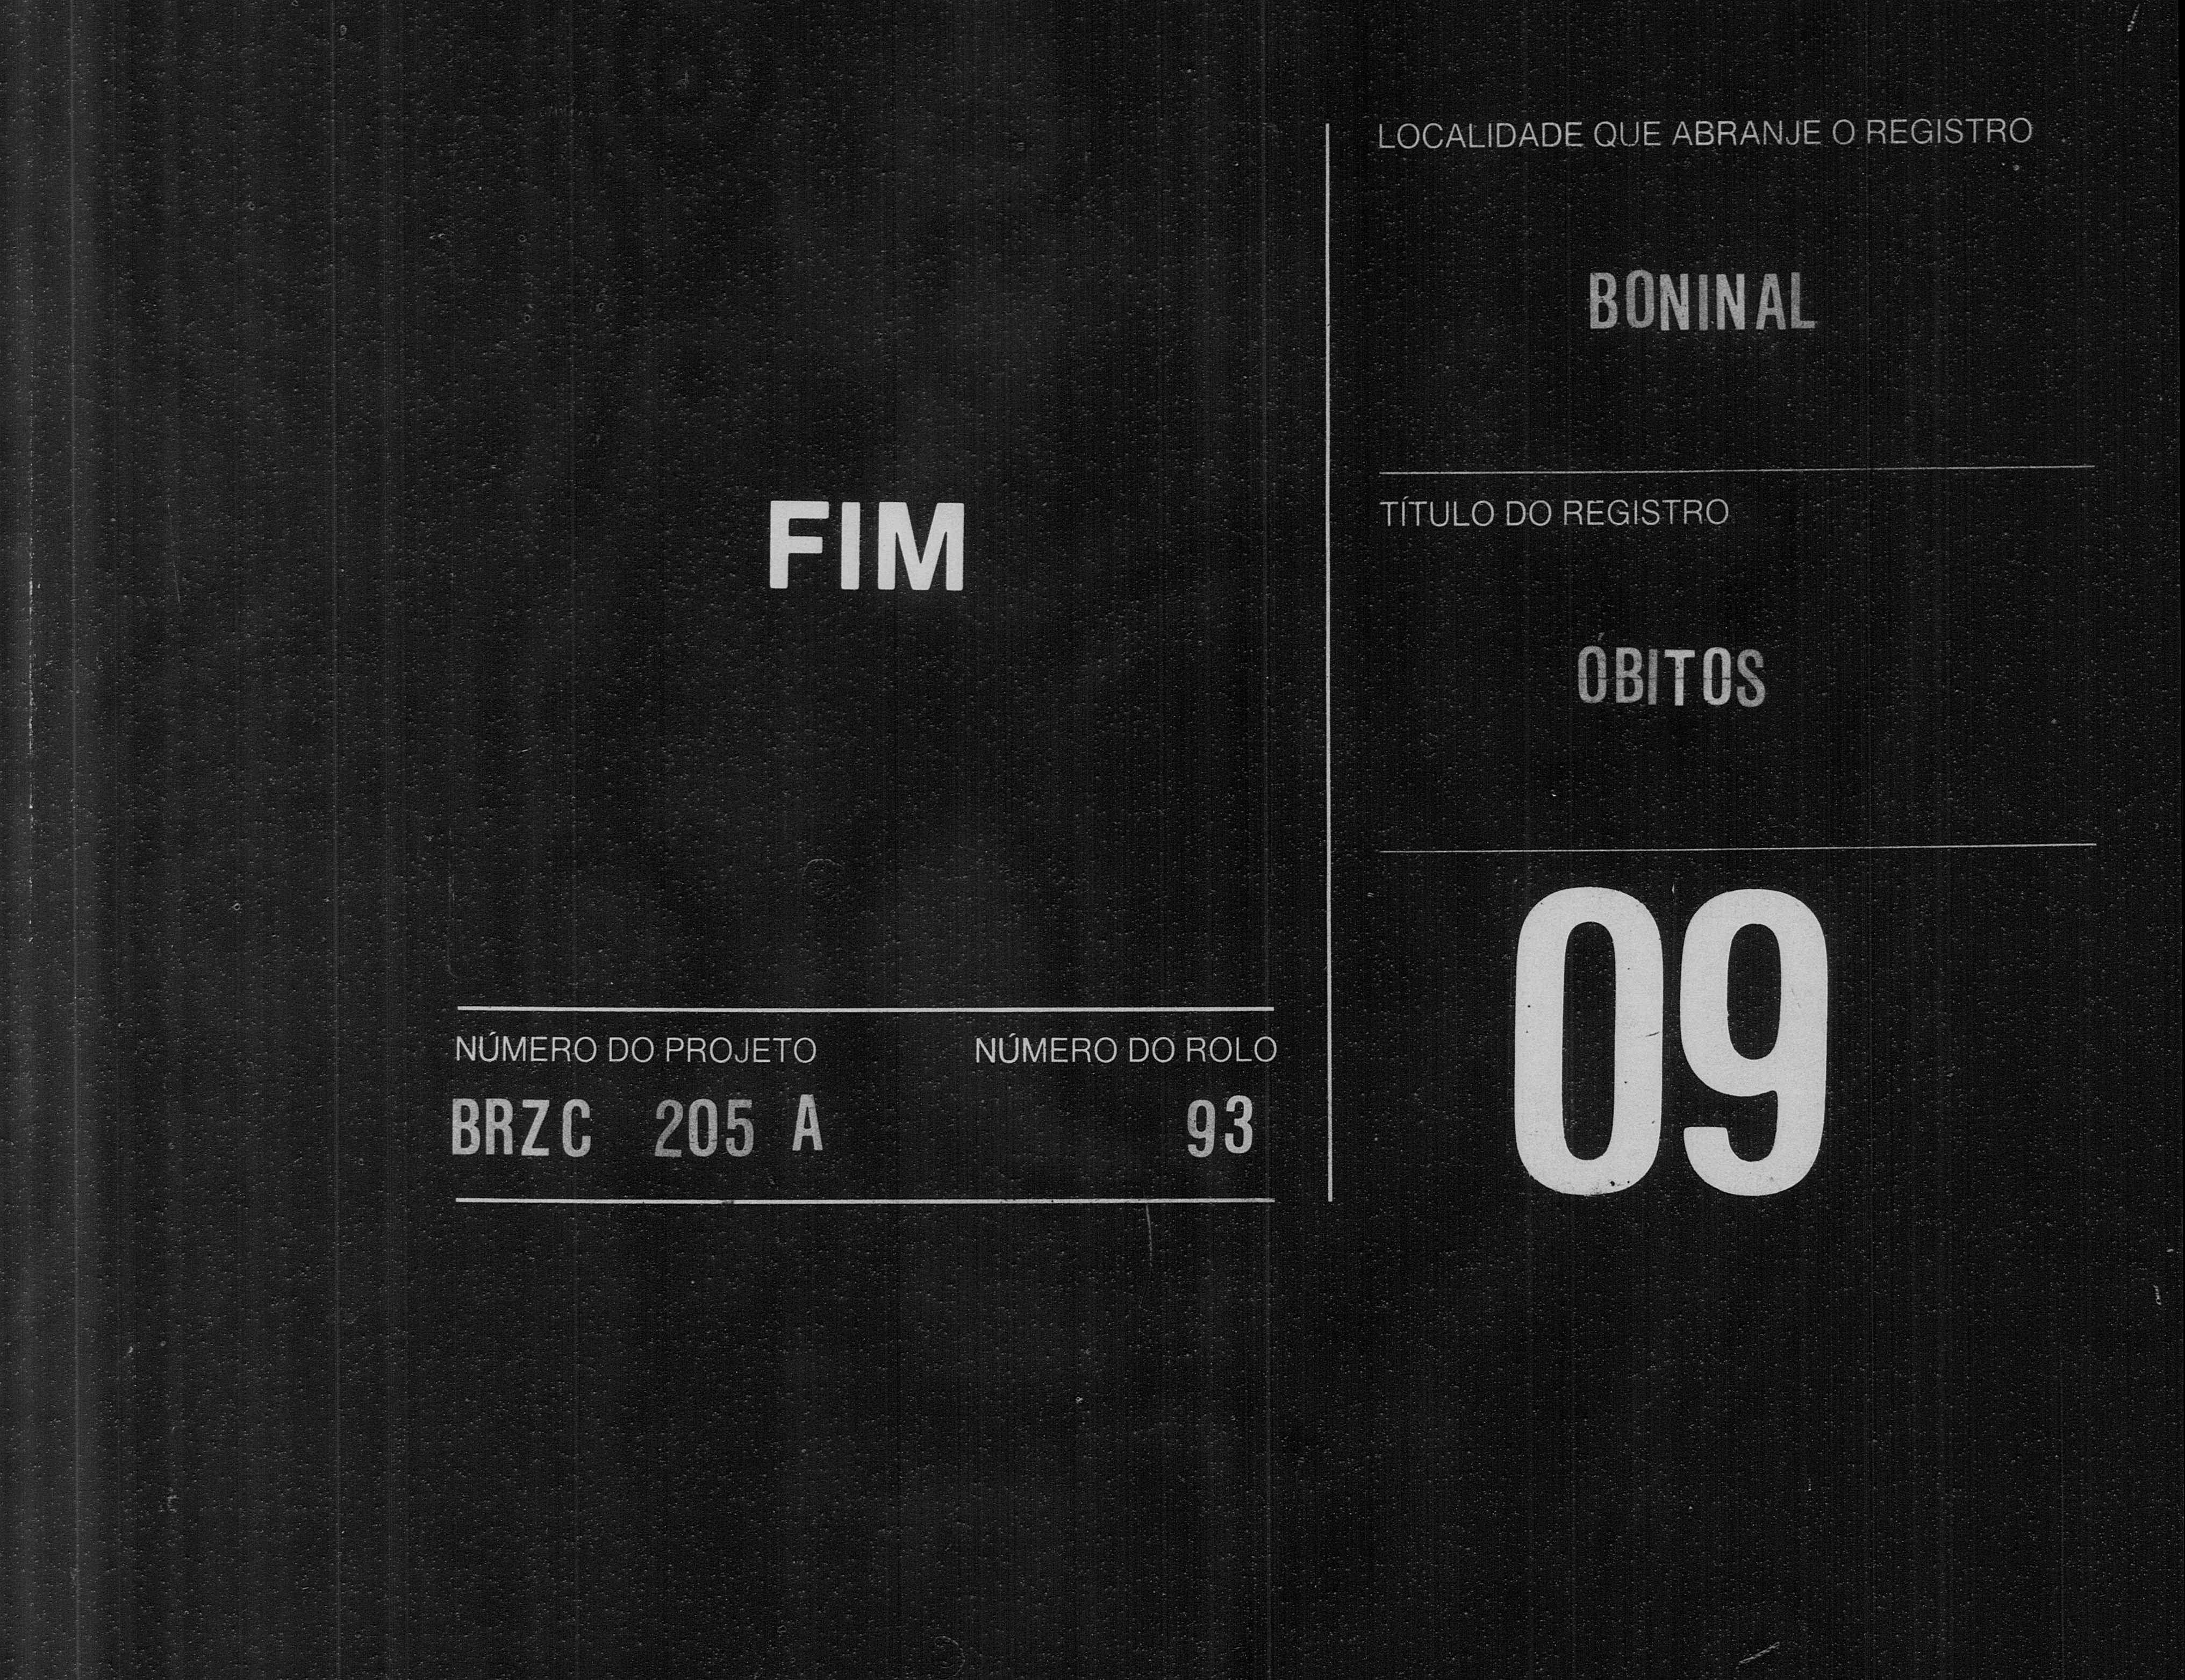 FIM
NÚMERO DO PROJETO NÚMERO DO ROLO
BRZC 205 A 93
LOCALIDADE QUE ABRANJE O REGISTRO
BONINAL
TÍTULO DO REGISTRO
ÓBITOS
09